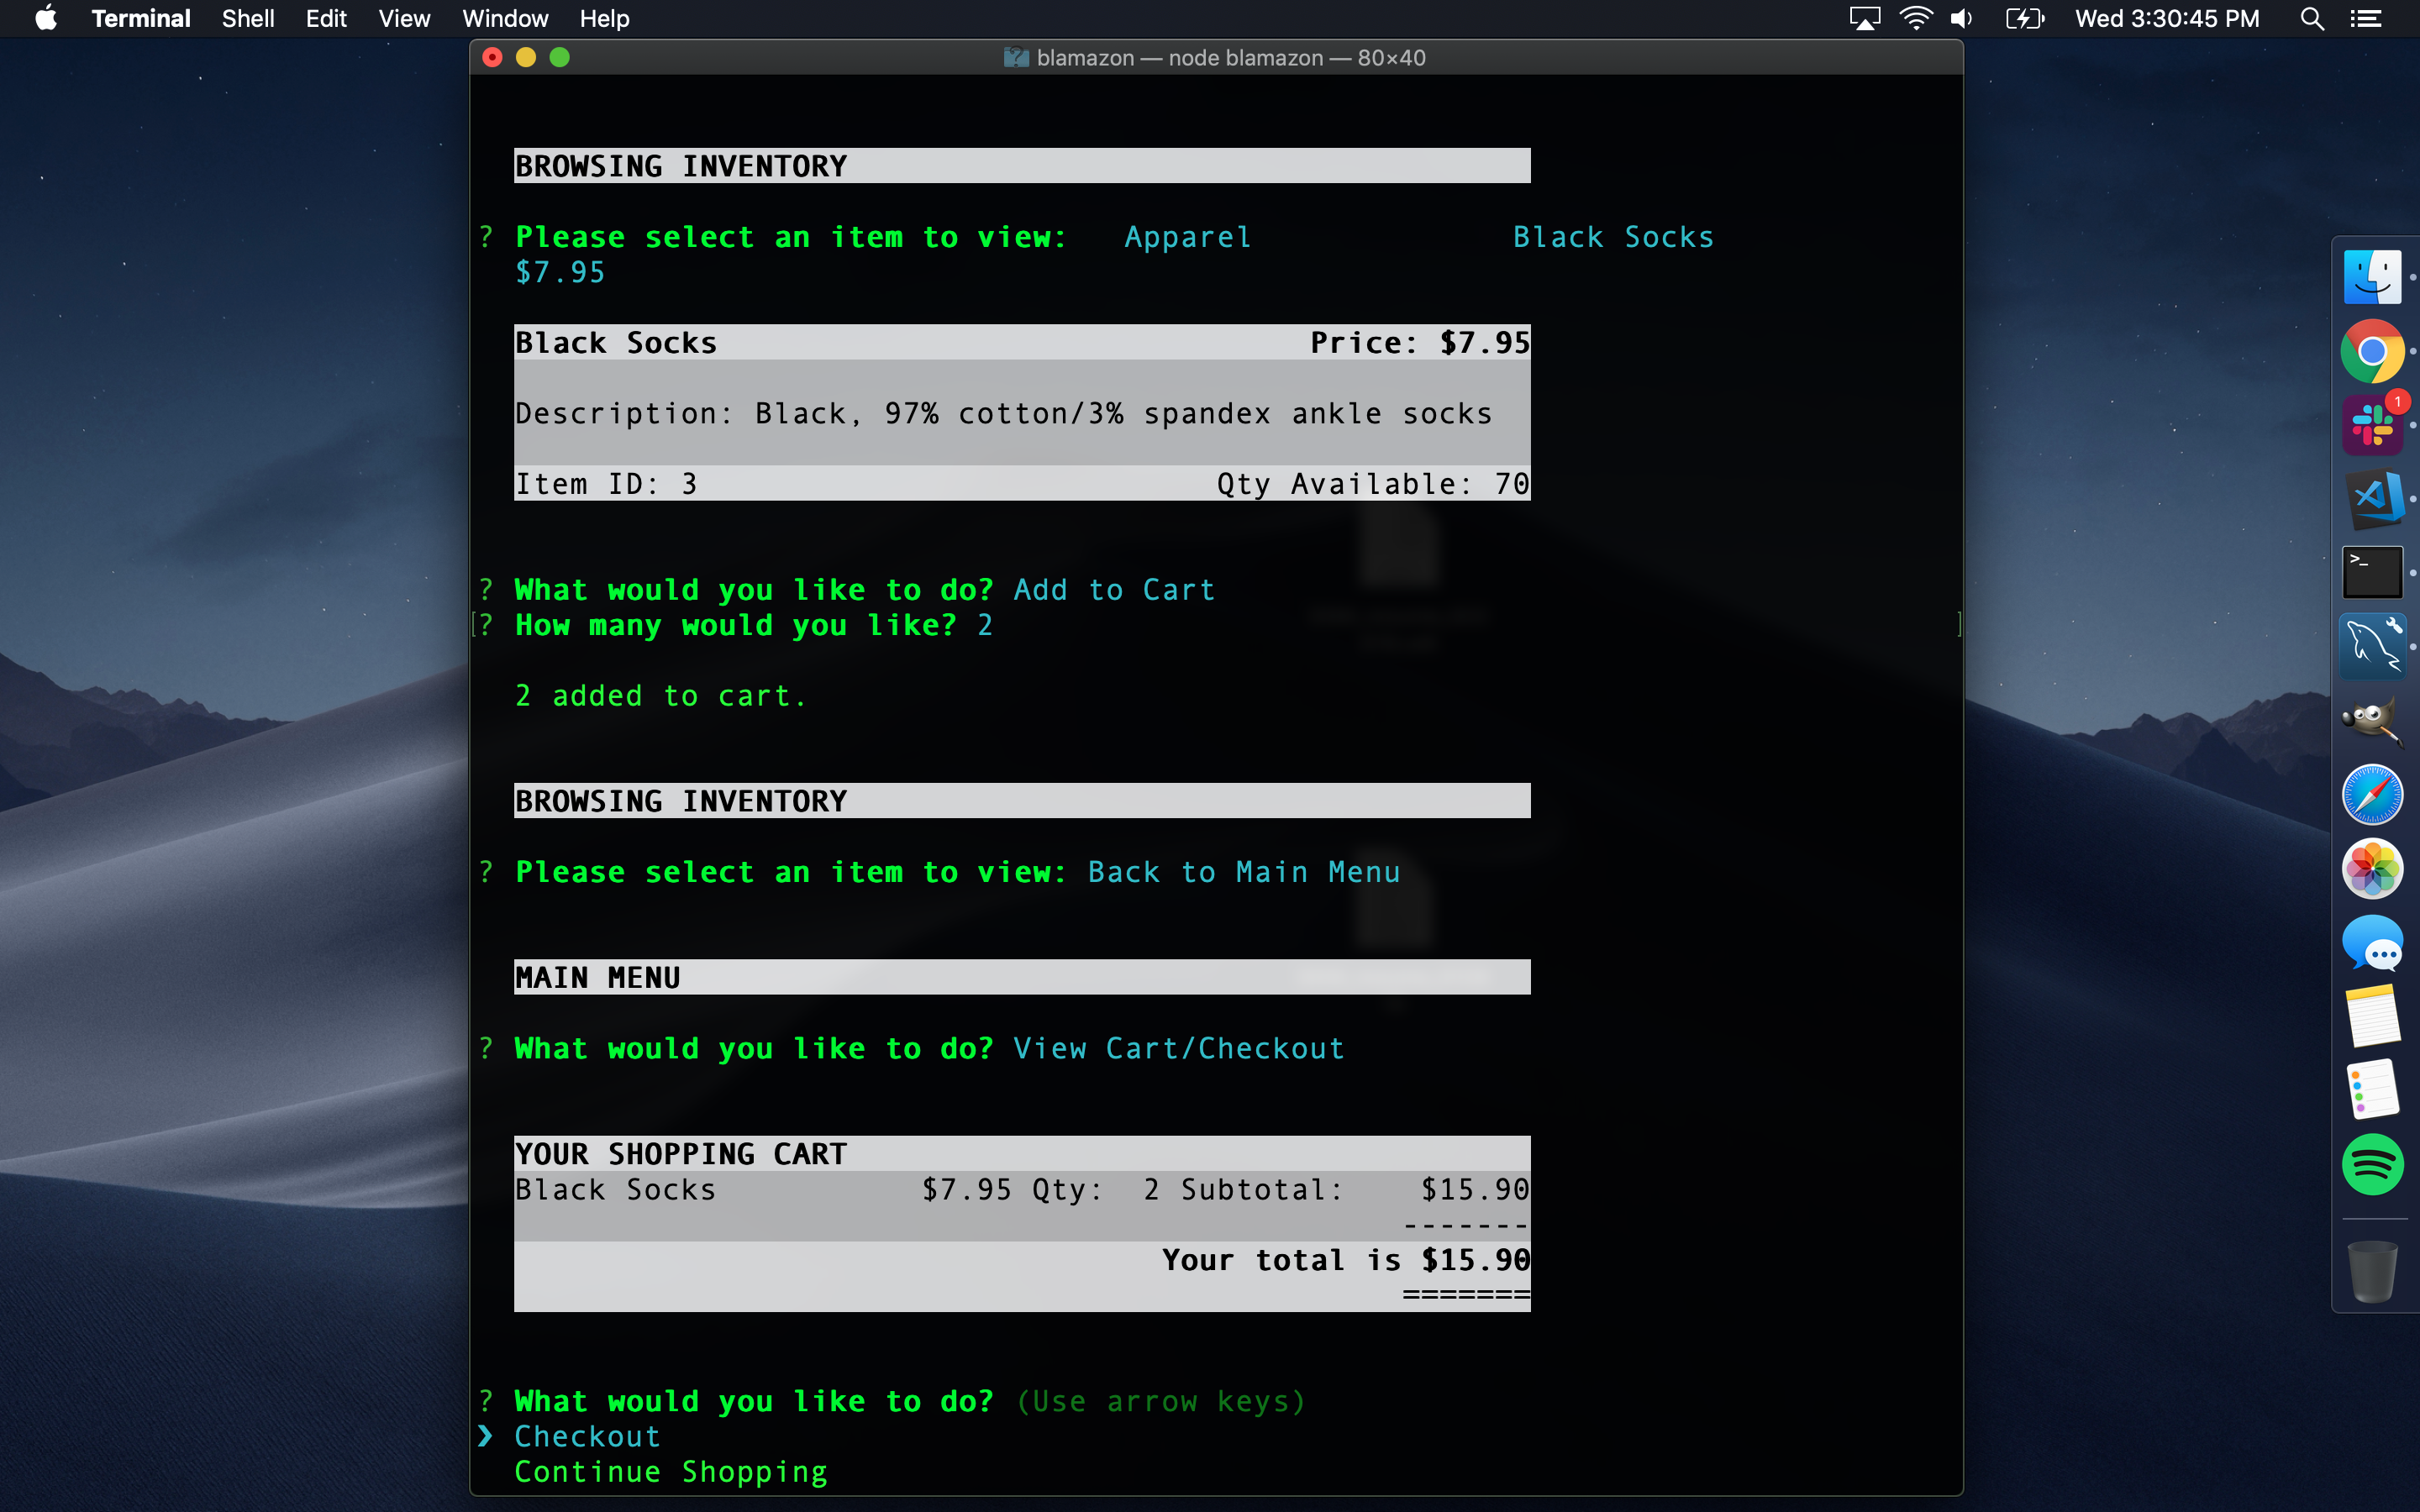 Terminal Shell Edit View Window Help Wed 3:30:45 PM
blamazon — node blamazon — 80×40
BROWSING INVENTORY
? Please select an item to view: Apparel Black Socks
$7.95
Black Socks Price: $7.95
Description: Black, 97% cotton/3% spandex ankle socks
Item ID: 3 Qty Available: 70
? What would you like to do? Add to Cart
[? How many would you like? 2 ]
2 added to cart.
BROWSING INVENTORY
? Please select an item to view: Back to Main Menu
MAIN MENU
? What would you like to do? View Cart/Checkout
YOUR SHOPPING CART
Black Socks $7.95 Qty: 2 Subtotal: $15.90
-------
Your total is $15.90
=======
? What would you like to do? (Use arrow keys)
❯ Checkout
Continue Shopping
1
>_